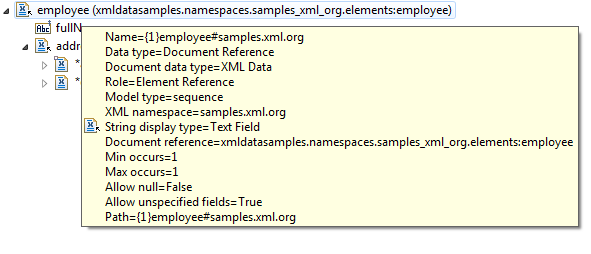 employee (xmldatasamples.namespaces.samples_xml_org.elements:employee)
Abc fullN
addre
*
*
Name={1}employee#samples.xml.org
Data type=Document Reference
Document data type=XML Data
Role=Element Reference
Model type=sequence
XML namespace=samples.xml.org
String display type=Text Field
Document reference=xmldatasamples.namespaces.samples_xml_org.elements:employee
Min occurs=1
Max occurs=1
Allow null=False
Allow unspecified fields=True
Path={1}employee#samples.xml.org